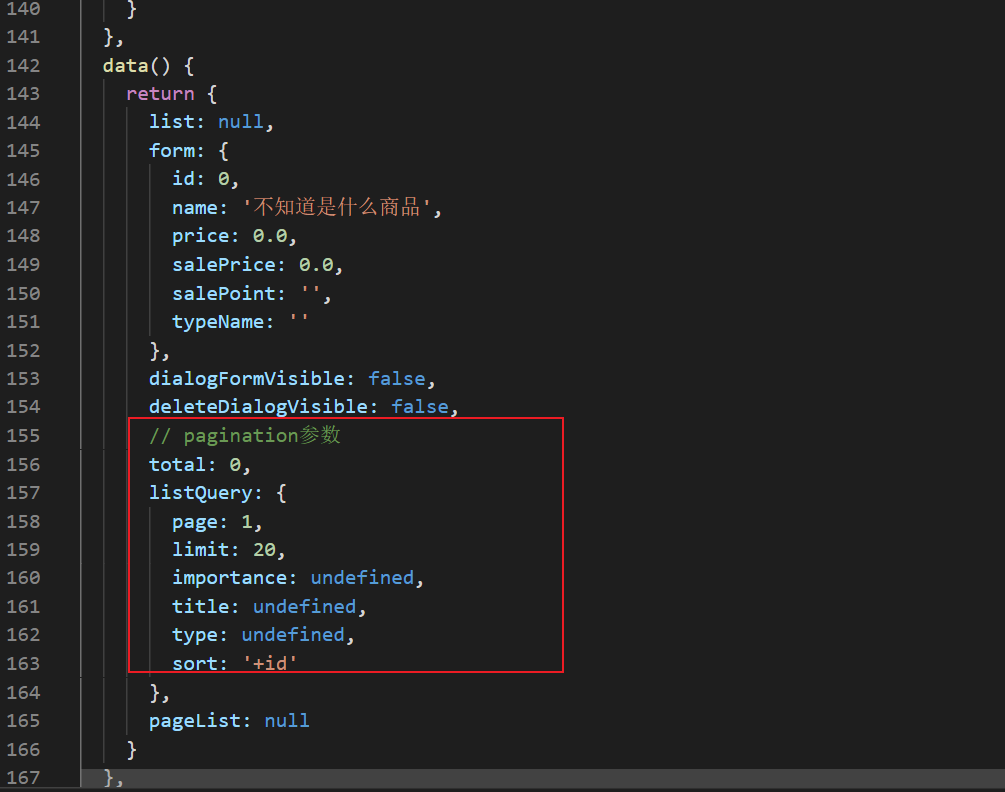 140 }
141 },
142 data() {
143 return {
144 list: null,
145 form: {
146 id: 0,
147 name: '不知道是什么商品',
148 price: 0.0,
149 salePrice: 0.0,
150 salePoint: '',
151 typeName: ''
152 },
153 dialogFormVisible: false,
154 deleteDialogVisible: false,
155 // pagination参数
156 total: 0,
157 listQuery: {
158 page: 1,
159 limit: 20,
160 importance: undefined,
161 title: undefined,
162 type: undefined,
163 sort: '+id'
164 },
165 pageList: null
166 }
167 },